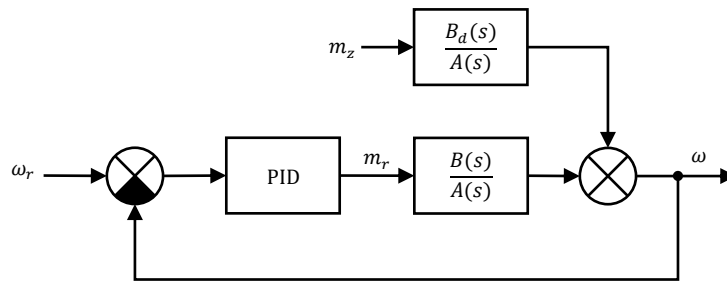 m_z
B_d(s)
A(s)
ω_r
PID
m_r
B(s)
A(s)
ω